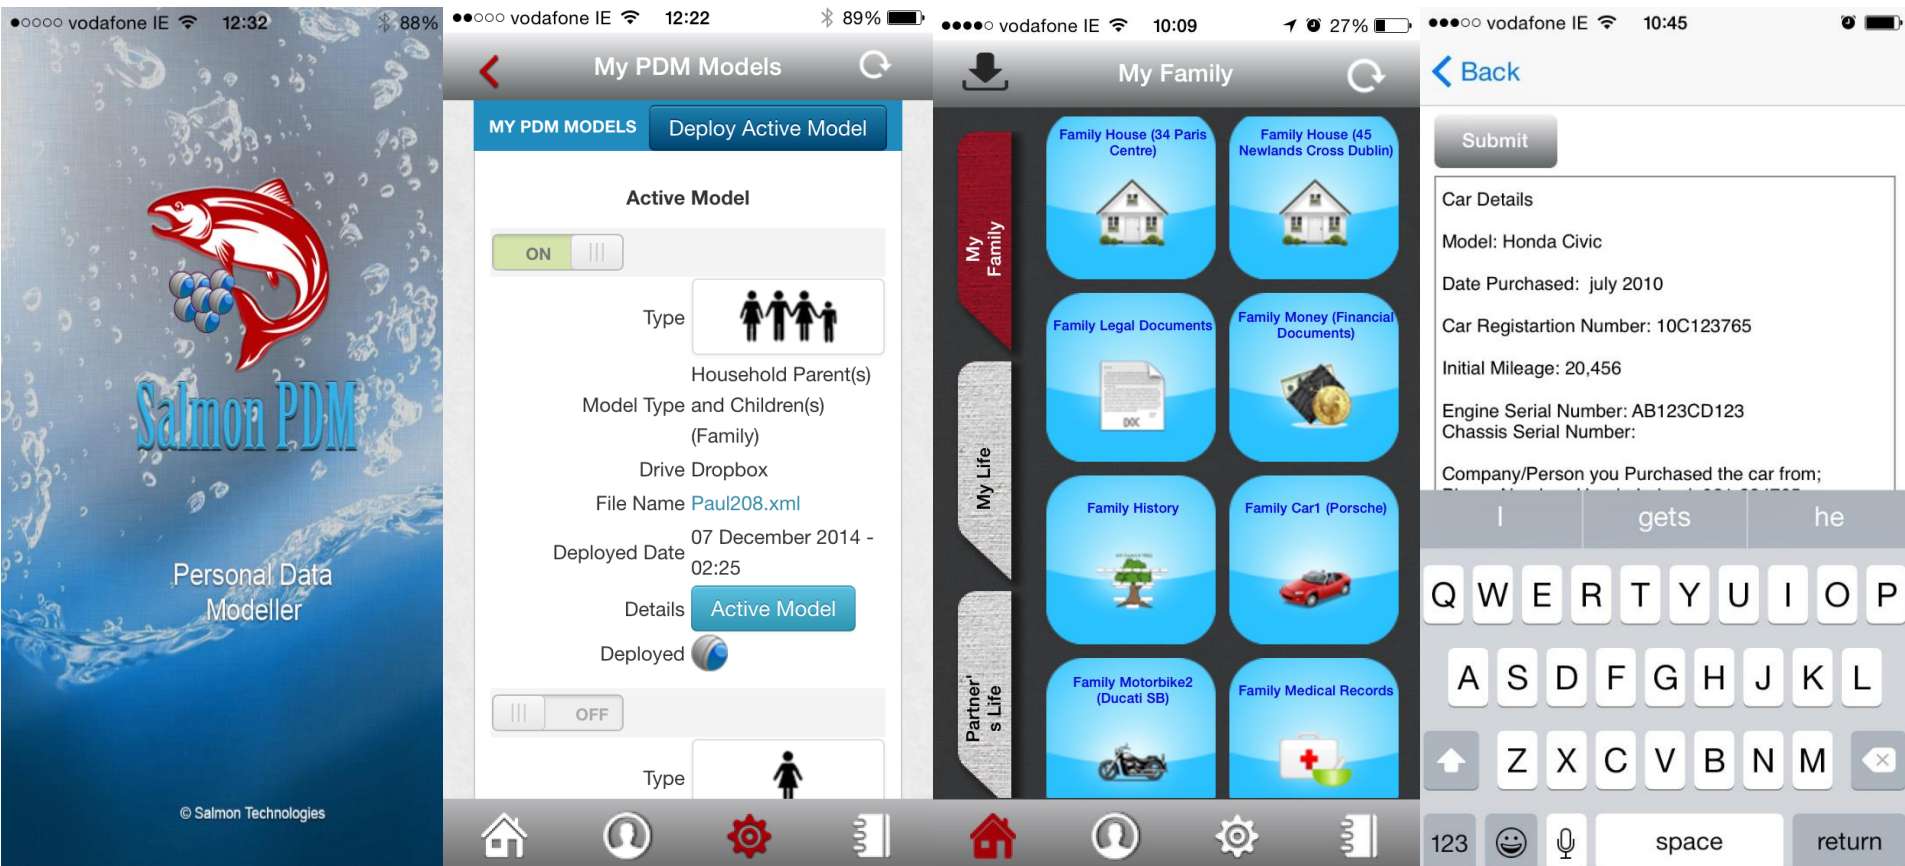 vodafone IE 12:32 88%
Salmon PDM
Personal Data
Modeller
© Salmon Technologies
vodafone IE 12:22 89%
My PDM Models
MY PDM MODELS Deploy Active Model
Active Model
ON
Type
Household Parent(s)
Model Type and Children(s)
(Family)
Drive Dropbox
File Name Paul208.xml
Deployed Date 07 December 2014 -
02:25
Details Active Model
Deployed
OFF
Type
vodafone IE 10:09 27%
My Family
My
Family
My Life
Partner'
s Life
Family House (34 Paris
Centre)
Family House (45
Newlands Cross Dublin)
Family Legal Documents
DOC
Family Money (Financial
Documents)
Family History
Family Car1 (Porsche)
Family Motorbike2
(Ducati SB)
Family Medical Records
vodafone IE 10:45
Back
Submit
Car Details
Model: Honda Civic
Date Purchased: july 2010
Car Registartion Number: 10C123765
Initial Mileage: 20,456
Engine Serial Number: AB123CD123
Chassis Serial Number:
Company/Person you Purchased the car from;
I gets he
Q W E R T Y U I O P
A S D F G H J K L
Z X C V B N M
123 space return